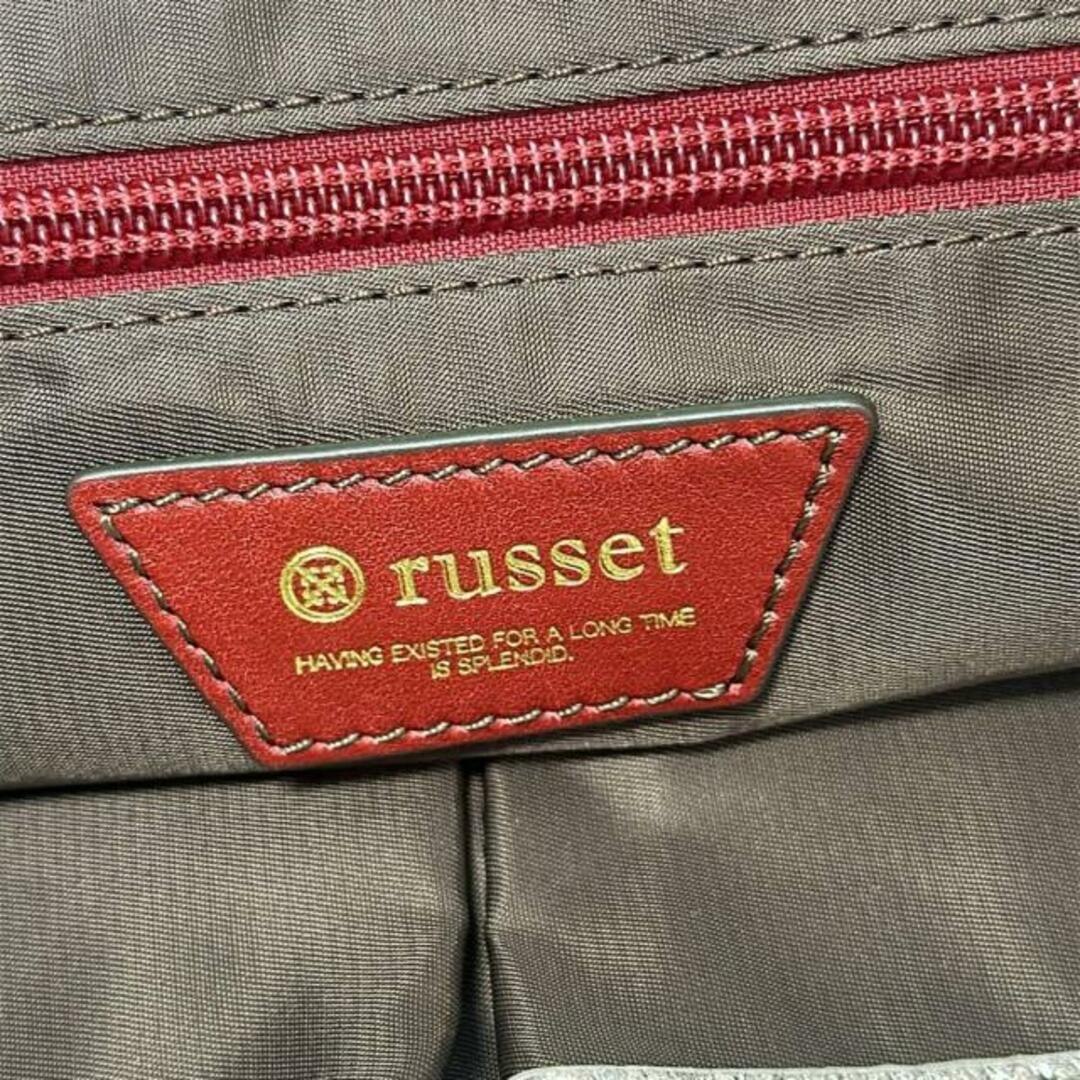 russet
HAVING EXISTED FOR A LONG TIME
IS SPLENDID.